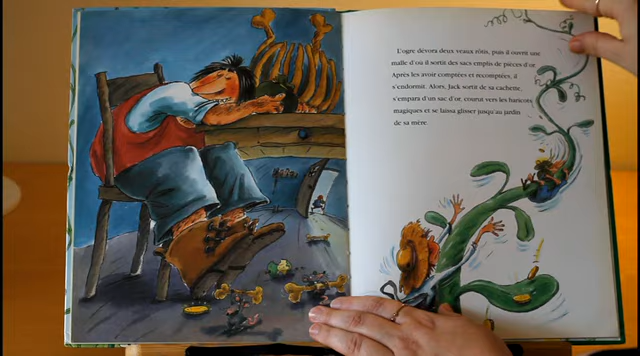 L'ogre dévora deux veaux rôtis, puis il ouvrit une
malle d'où il sortit des sacs emplis de pièces d'or.
Après les avoir comptées et recomptées, il
s'endormit. Alors, Jack sortit de sa cachette,
s'empara d'un sac d'or, courut vers les haricots
magiques et se laissa glisser jusqu'au jardin
de sa mère.